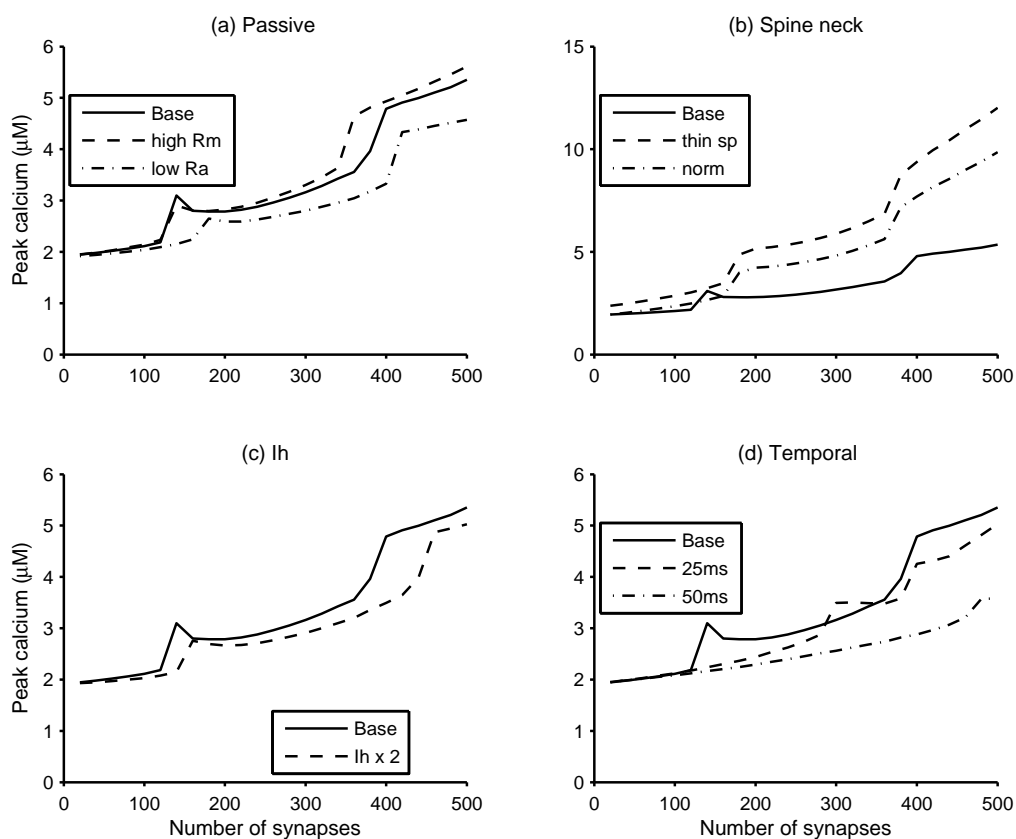 (a) Passive
6
5
4
3
2
1
0
Peak calcium (μM)
Base
high Rm
low Ra
0 100 200 300 400 500
(b) Spine neck
15
10
5
0
Base
thin sp
norm
0 100 200 300 400 500
(c) Ih
6
5
4
3
2
1
0
Peak calcium (μM)
Base
Ih x 2
0 100 200 300 400 500
Number of synapses
(d) Temporal
6
5
4
3
2
1
0
Base
25ms
50ms
0 100 200 300 400 500
Number of synapses